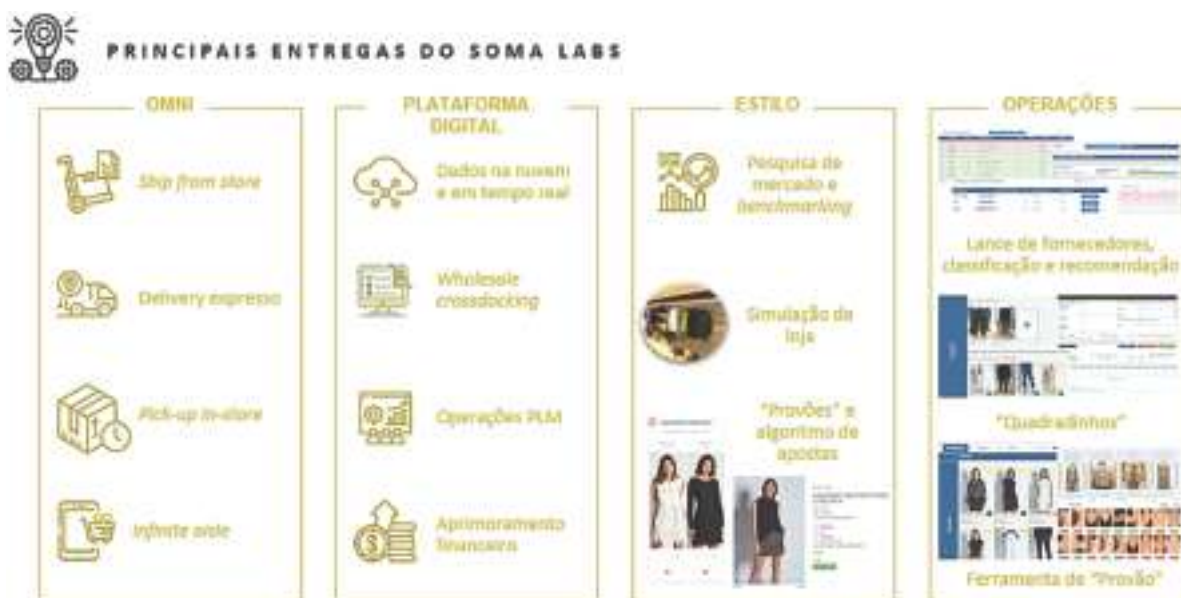 PRINCIPAIS ENTREGAS DO SOMA LABS
OMNI
Ship from store
Delivery expresso
Pick-up in-store
Infinite aisle
PLATAFORMA
DIGITAL
Dados na nuvem
e em tempo real
Wholesale
crossdocking
Operações PLM
Aprimoramento
financeiro
ESTILO
Pesquisa de
mercado e
benchmarking
Simulação de
loja
"Provões" e
algoritmo de
apostas
OPERAÇÕES
Lance de fornecedores,
classificação e recomendação
"Quadradinhos"
Ferramenta de "Provão"